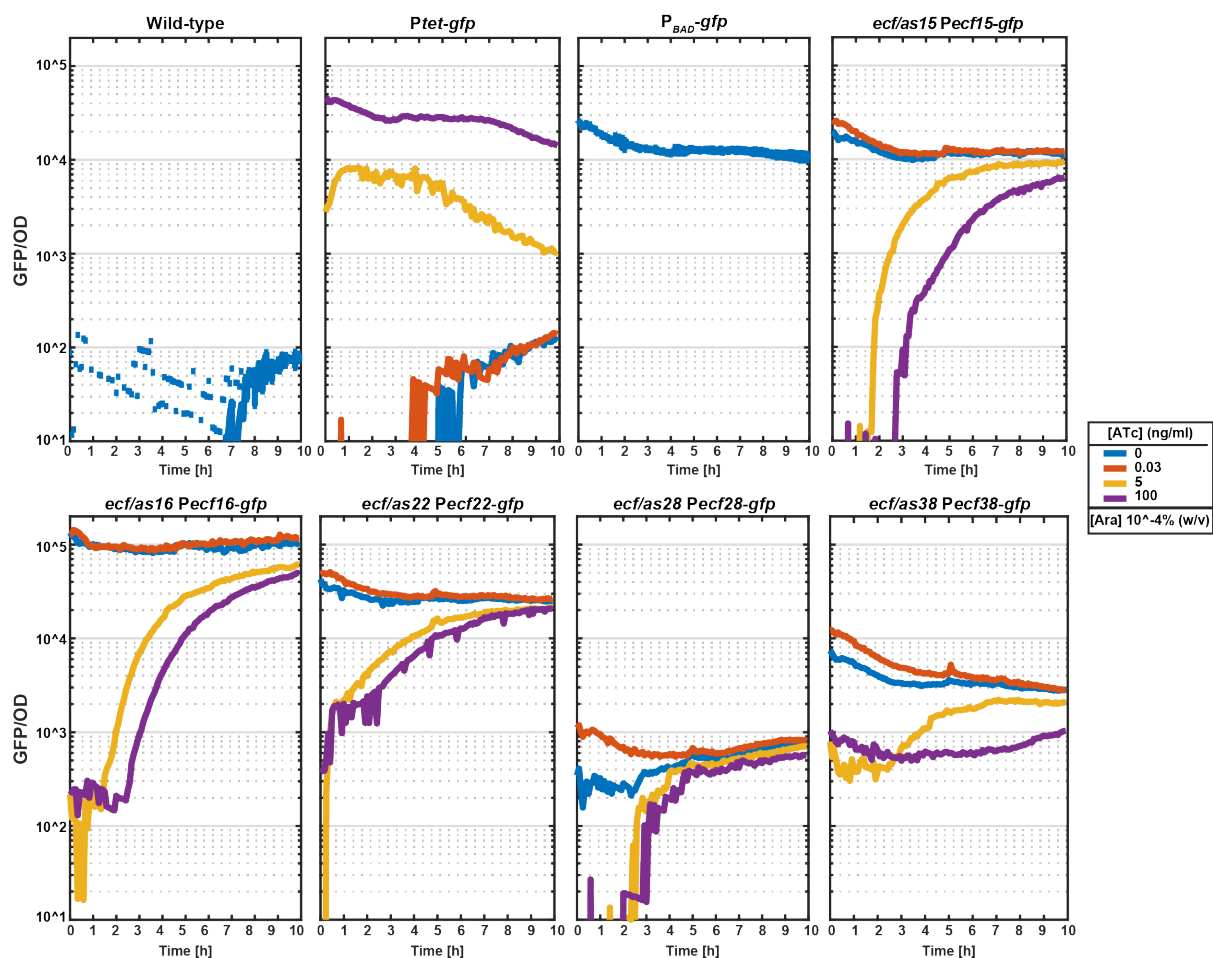 Wild-type
Ptet-gfp
PBAD-gfp
ecf/as15 Pecf15-gfp
GFP/OD
10^5
10^4
10^3
10^2
10^1
0 1 2 3 4 5 6 7 8 9 10
Time [h]
0 1 2 3 4 5 6 7 8 9 10
Time [h]
0 1 2 3 4 5 6 7 8 9 10
Time [h]
0 1 2 3 4 5 6 7 8 9 10
Time [h]
[ATc] (ng/ml)
0
0.03
5
100
[Ara] 10^-4% (w/v)
ecf/as16 Pecf16-gfp
ecf/as22 Pecf22-gfp
ecf/as28 Pecf28-gfp
ecf/as38 Pecf38-gfp
GFP/OD
10^5
10^4
10^3
10^2
10^1
0 1 2 3 4 5 6 7 8 9 10
Time [h]
0 1 2 3 4 5 6 7 8 9 10
Time [h]
0 1 2 3 4 5 6 7 8 9 10
Time [h]
0 1 2 3 4 5 6 7 8 9 10
Time [h]